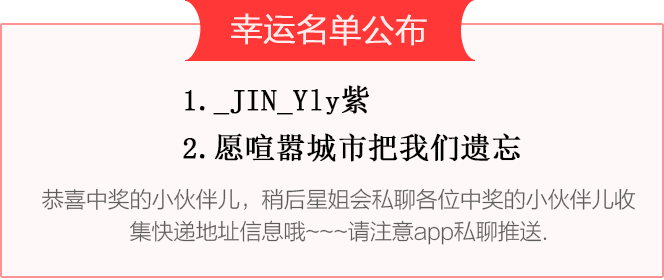 幸运名单公布
1._JIN_Yly紫
2.愿喧嚣城市把我们遗忘
恭喜中奖的小伙伴儿，稍后星姐会私聊各位中奖的小伙伴儿收
集快递地址信息哦~~~请注意app私聊推送.